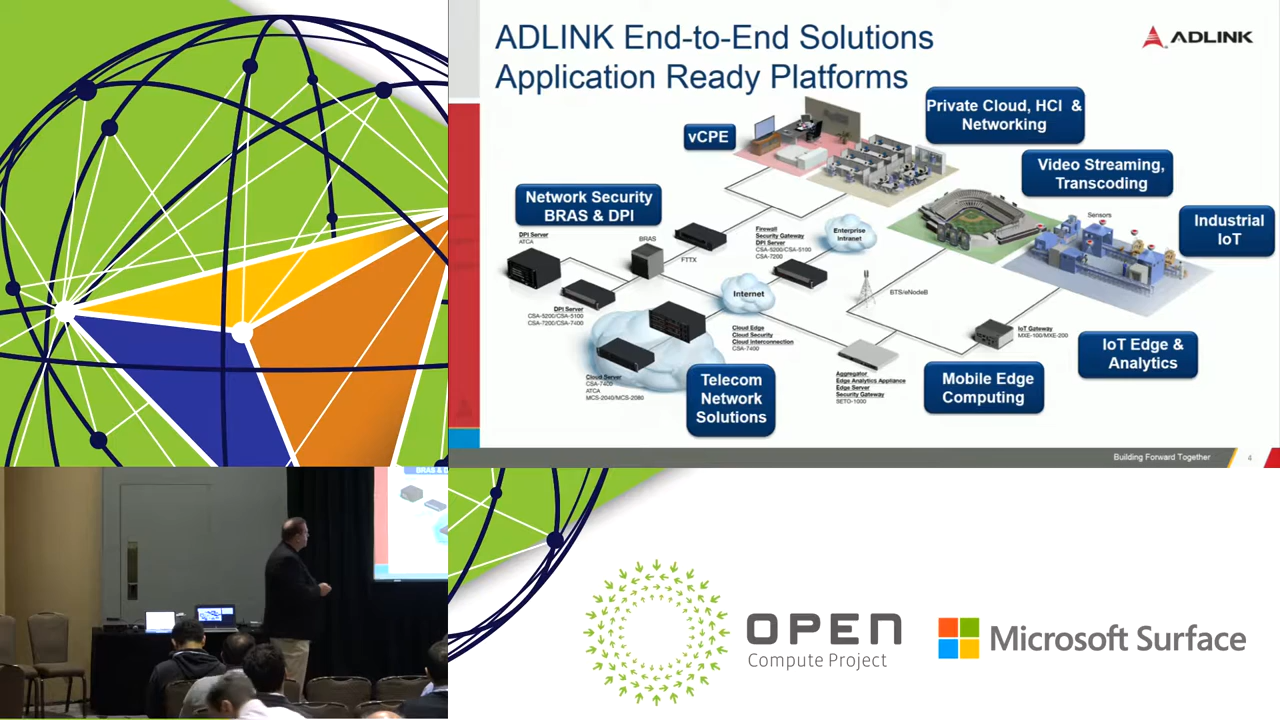 ADLINK End-to-End Solutions
Application Ready Platforms
ADLINK
Private Cloud, HCI &
Networking
vCPE
Video Streaming,
Transcoding
Network Security
BRAS & DPI
Industrial
IoT
Sensors
DPI Server
ATCA
BRAS
FTTX
Firewall
Security Gateway
DPI Server
CSA-5200/CSA-5100
CSA-7200
Enterprise
Intranet
Internet
BTS/eNodeB
DPI Server
CSA-5200/CSA-5100
CSA-7200/CSA-7400
Cloud Edge
Cloud Security
Cloud Interconnection
CSA-7400
IoT Gateway
MXE-100/MXE-200
IoT Edge &
Analytics
Cloud Server
CSA-7400
ATCA
MCS-2040/MCS-2080
Telecom
Network
Solutions
Aggregator
Edge Analytics Appliance
Edge Server
Security Gateway
SETO-1000
Mobile Edge
Computing
Building Forward Together
4
BRAS & D
OPEN
Compute Project
Microsoft Surface